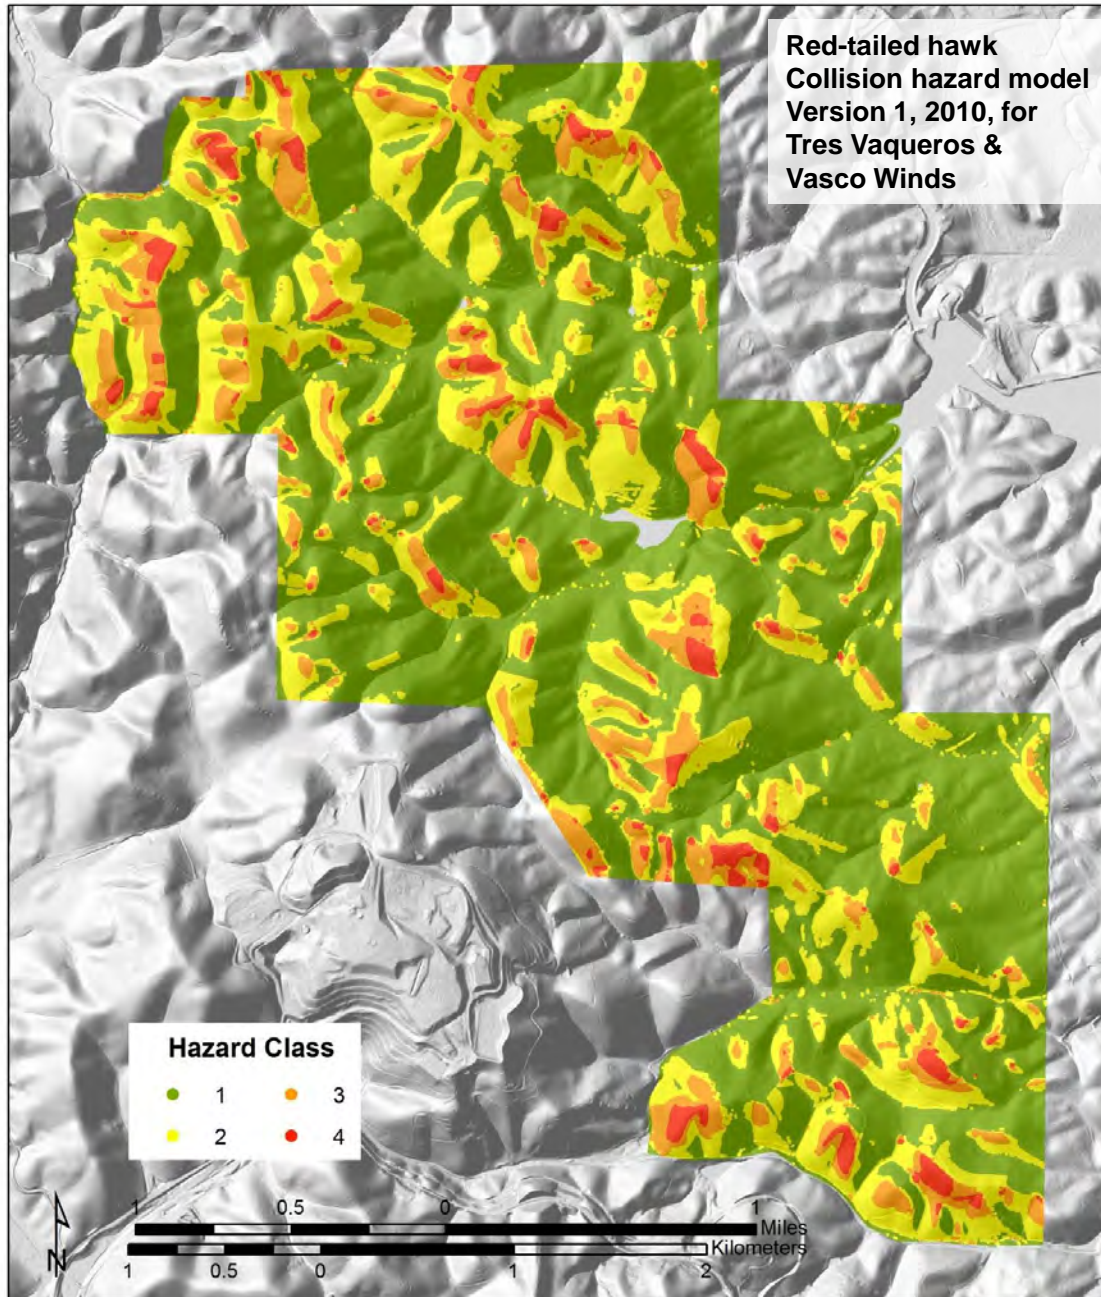 Red-tailed hawk
Collision hazard model
Version 1, 2010, for
Tres Vaqueros &
Vasco Winds
Hazard Class
1 3
2 4
1 0.5 0 1
Miles
Kilometers
1 0.5 0 1 2
N